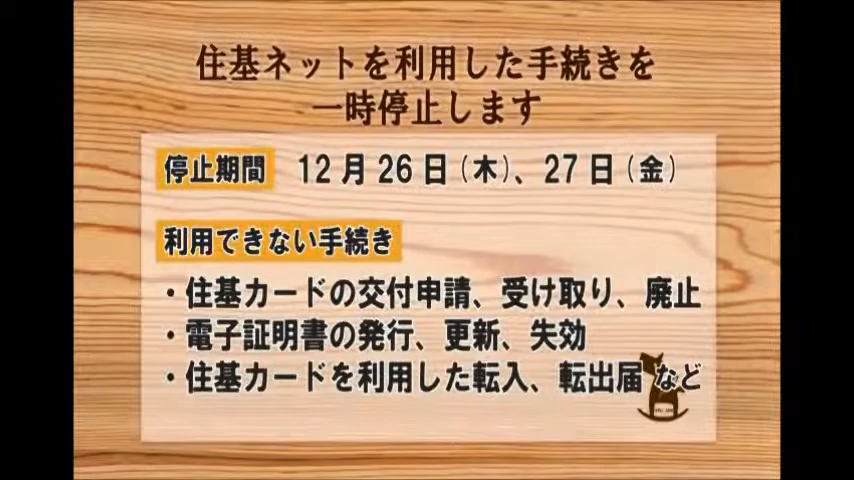 住基ネットを利用した手続きを
一時停止します
停止期間 12月26日(木)、27日(金)
利用できない手続き
・住基カードの交付申請、受け取り、廃止
・電子証明書の発行、更新、失効
・住基カードを利用した転入、転出届 など